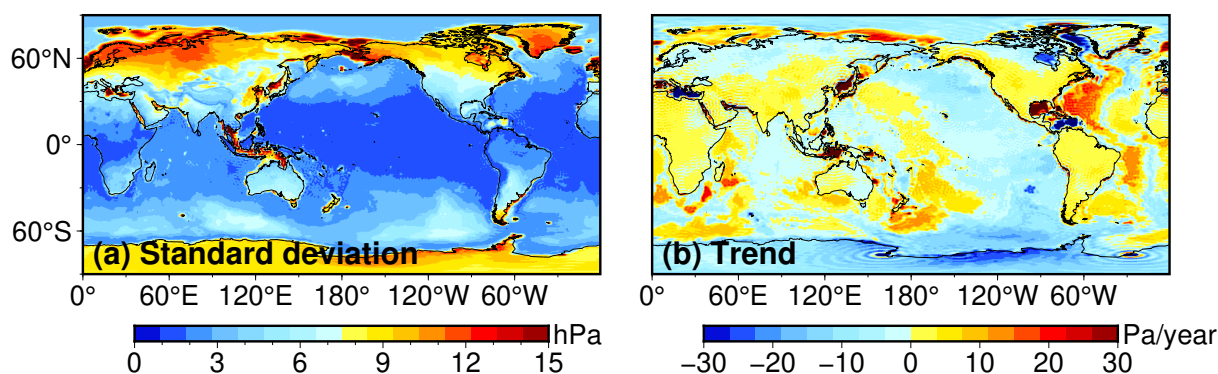 60°N
0°
60°S
(a) Standard deviation
(b) Trend
0° 60°E 120°E 180° 120°W 60°W
0° 60°E 120°E 180° 120°W 60°W
0 3 6 9 12 15 hPa
−30 −20 −10 0 10 20 30 Pa/year